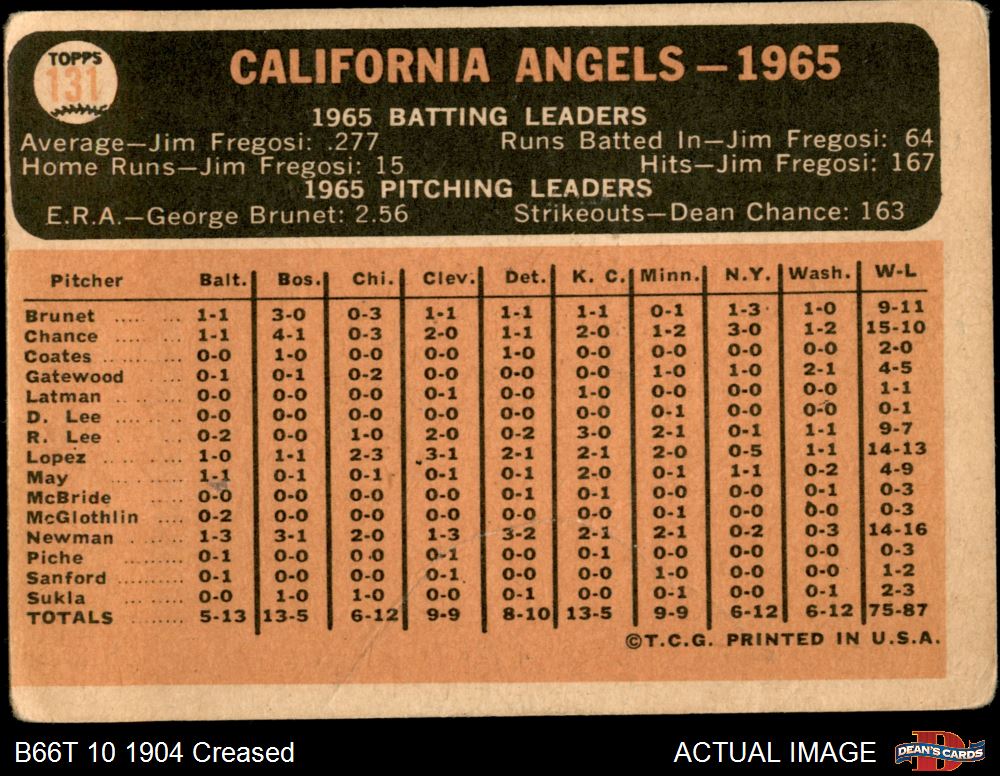 TOPPS
131
CALIFORNIA ANGELS – 1965
1965 BATTING LEADERS
Average—Jim Fregosi: .277 Runs Batted In—Jim Fregosi: 64
Home Runs—Jim Fregosi: 15 Hits—Jim Fregosi: 167
1965 PITCHING LEADERS
E.R.A.—George Brunet: 2.56 Strikeouts—Dean Chance: 163
Pitcher Balt. Bos. Chi. Clev. Det. K. C. Minn. N.Y. Wash. W-L
Brunet ..... ... 1-1 3-0 0-3 1-1 1-1 1-1 0-1 1-3 1-0 9-11
Chance ..... ... 1-1 4-1 0-3 2-0 1-1 2-0 1-2 3-0 1-2 15-10
Coates ..... ... 0-0 1-0 0-0 0-0 1-0 0-0 0-0 0-0 0-0 2-0
Gatewood ... ... 0-1 0-1 0-2 0-0 0-0 0-0 1-0 1-0 2-1 4-5
Latman .. ..... 0-0 0-0 0-0 0-1 0-0 1-0 0-0 0-0 0-0 1-1
D. Lee .... ... 0-0 0-0 0-0 0-0 0-0 0-0 0-1 0-0 0-0 0-1
R. Lee . ...... 0-2 0-0 1-0 2-0 0-2 3-0 2-1 0-1 1-1 9-7
Lopez .. ....... 1-0 1-1 2-3 3-1 2-1 2-1 2-0 0-5 1-1 14-13
May ..... ... 1-1 0-1 0-1 0-1 0-1 2-0 0-1 1-1 0-2 4-9
McBride ... ... 0-0 0-0 0-0 0-0 0-1 0-1 0-0 0-0 0-1 0-3
McGlothlin .... 0-2 0-0 0-0 0-1 0-0 0-0 0-0 0-0 0-0 0-3
Newman .. ...... 1-3 3-1 2-0 1-3 3-2 2-1 2-1 0-2 0-3 14-16
Piche .... ..... 0-1 0-0 0-0 0-1 0-0 0-1 0-0 0-0 0-0 0-3
Sanford ......... 0-1 0-0 0-0 0-1 0-0 0-0 1-0 0-0 0-0 1-2
Sukla .... ..... 0-0 1-0 1-0 0-0 0-1 0-0 0-1 0-0 0-1 2-3
TOTALS ........ 5-13 13-5 6-12 9-9 8-10 13-5 9-9 6-12 6-12 75-87
©T.C.G. PRINTED IN U.S.A.
B66T 10 1904 Creased ACTUAL IMAGE DEAN'S CARDS